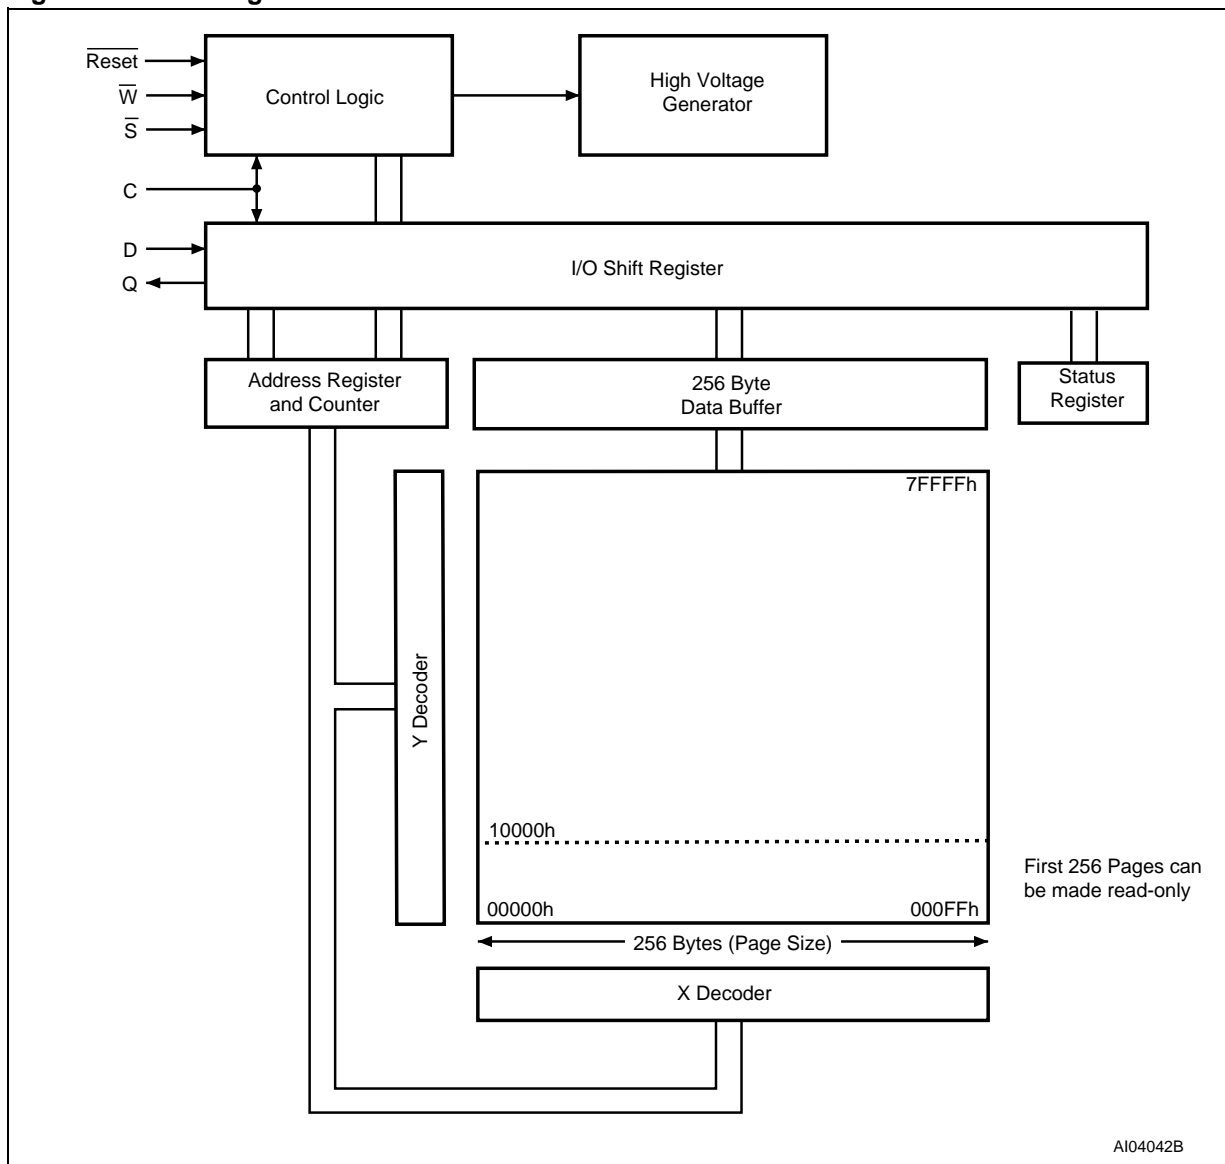 Reset
W
S
C
D
Q
Control Logic
High Voltage
Generator
I/O Shift Register
Address Register
and Counter
256 Byte
Data Buffer
Status
Register
Y Decoder
7FFFFh
10000h
00000h
000FFh
First 256 Pages can
be made read-only
256 Bytes (Page Size)
X Decoder
AI04042B